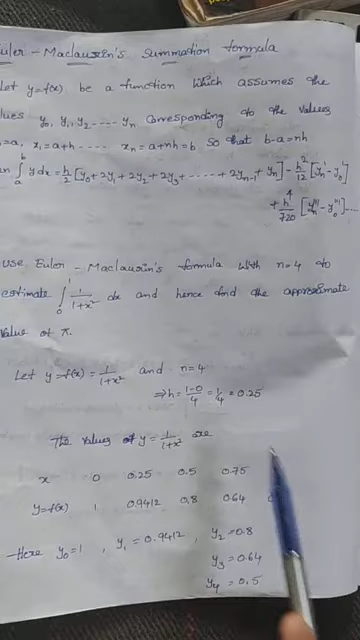 Euler - Maclaurin's Summation formula
Let y=f(x) be a function which assumes the
values y₀, y₁, y₂ ---- yₙ corresponding to the values
x₀=a, x₁=a+h ---- xₙ=a+nh=b so that b-a=nh
∫ₐᵇ y dx = h/2 [y₀+2y₁+2y₂+2y₃+-----+2yₙ₋₁+yₙ] - h²/12 [yₙ'-y₀']
+ h⁴/720 [yₙ'''-y₀''']---
Use Euler - Maclaurin's formula with n=4 to
estimate ∫₀¹ 1/(1+x²) dx and hence find the approximate
value of π.
Let y=f(x)= 1/(1+x²) and n=4
⇒h= (1-0)/4 = 1/4 = 0.25
The values of y= 1/(1+x²) are
x 0 0.25 0.5 0.75
y=f(x) 1 0.9412 0.8 0.64
Here y₀=1, y₁=0.9412, y₂=0.8
y₃=0.64
y₄=0.5